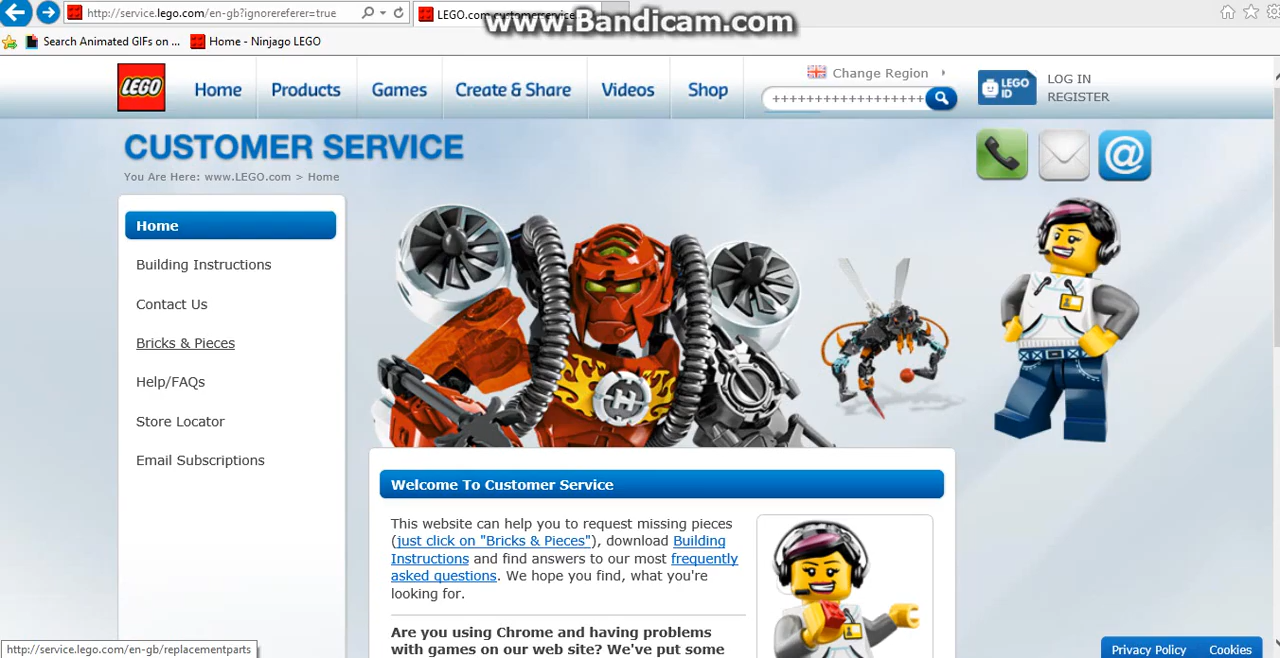 http://service.lego.com/en-gb?ignorereferer=true
LEGO.com customerservice
www.Bandicam.com
Search Animated GIFs on ...
Home - Ninjago LEGO
LEGO
Home
Products
Games
Create & Share
Videos
Shop
Change Region
++++++++++++++++++
LEGO ID
LOG IN
REGISTER
CUSTOMER SERVICE
You Are Here: www.LEGO.com > Home
Home
Building Instructions
Contact Us
Bricks & Pieces
Help/FAQs
Store Locator
Email Subscriptions
H
Welcome To Customer Service
This website can help you to request missing pieces
(just click on "Bricks & Pieces"), download Building
Instructions and find answers to our most frequently
asked questions. We hope you find, what you're
looking for.
Are you using Chrome and having problems
with games on our web site? We've put some
http://service.lego.com/en-gb/replacementparts
Privacy Policy
Cookies